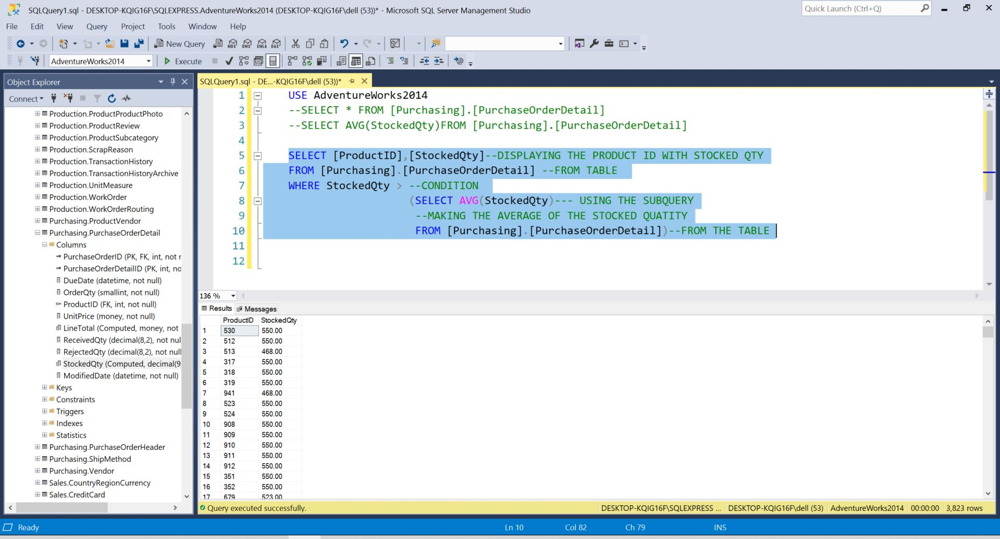 SQLQuery1.sql - DESKTOP-KQIG16F\SQLEXPRESS.AdventureWorks2014 (DESKTOP-KQIG16F\dell (53))* - Microsoft SQL Server Management Studio
Quick Launch (Ctrl+Q)
File Edit View Query Project Tools Window Help
New Query MDX DMX XMLA DAX
AdventureWorks2014 Execute
Object Explorer
Connect
Production.ProductProductPhoto
Production.ProductReview
Production.ProductSubcategory
Production.ScrapReason
Production.TransactionHistory
Production.TransactionHistoryArchive
Production.UnitMeasure
Production.WorkOrder
Production.WorkOrderRouting
Purchasing.ProductVendor
Purchasing.PurchaseOrderDetail
Columns
PurchaseOrderID (PK, FK, int, not r
PurchaseOrderDetailID (PK, int, no
DueDate (datetime, not null)
OrderQty (smallint, not null)
ProductID (FK, int, not null)
UnitPrice (money, not null)
LineTotal (Computed, money, not
ReceivedQty (decimal(8,2), not nul
RejectedQty (decimal(8,2), not null
StockedQty (Computed, decimal(9
ModifiedDate (datetime, not null)
Keys
Constraints
Triggers
Indexes
Statistics
Purchasing.PurchaseOrderHeader
Purchasing.ShipMethod
Purchasing.Vendor
Sales.CountryRegionCurrency
Sales.CreditCard
SQLQuery1.sql - DE...-KQIG16F\dell (53))*
1 USE AdventureWorks2014
2 --SELECT * FROM [Purchasing].[PurchaseOrderDetail]
3 --SELECT AVG(StockedQty)FROM [Purchasing].[PurchaseOrderDetail]
4
5 SELECT [ProductID],[StockedQty]--DISPLAYING THE PRODUCT ID WITH STOCKED QTY
6 FROM [Purchasing].[PurchaseOrderDetail] --FROM TABLE
7 WHERE StockedQty > --CONDITION
8 (SELECT AVG(StockedQty)--- USING THE SUBQUERY
9 --MAKING THE AVERAGE OF THE STOCKED QUATITY
10 FROM [Purchasing].[PurchaseOrderDetail])--FROM THE TABLE
11
12
136 %
Results Messages
ProductID StockedQty
1 530 550.00
2 512 550.00
3 513 468.00
4 317 550.00
5 318 550.00
6 319 550.00
7 941 468.00
8 523 550.00
9 524 550.00
10 908 550.00
11 909 550.00
12 910 550.00
13 911 550.00
14 912 550.00
15 351 550.00
16 352 550.00
17 679 523.00
Query executed successfully. DESKTOP-KQIG16F\SQLEXPRESS ... DESKTOP-KQIG16F\dell (53) AdventureWorks2014 00:00:00 3,823 rows
Ready Ln 10 Col 82 Ch 79 INS